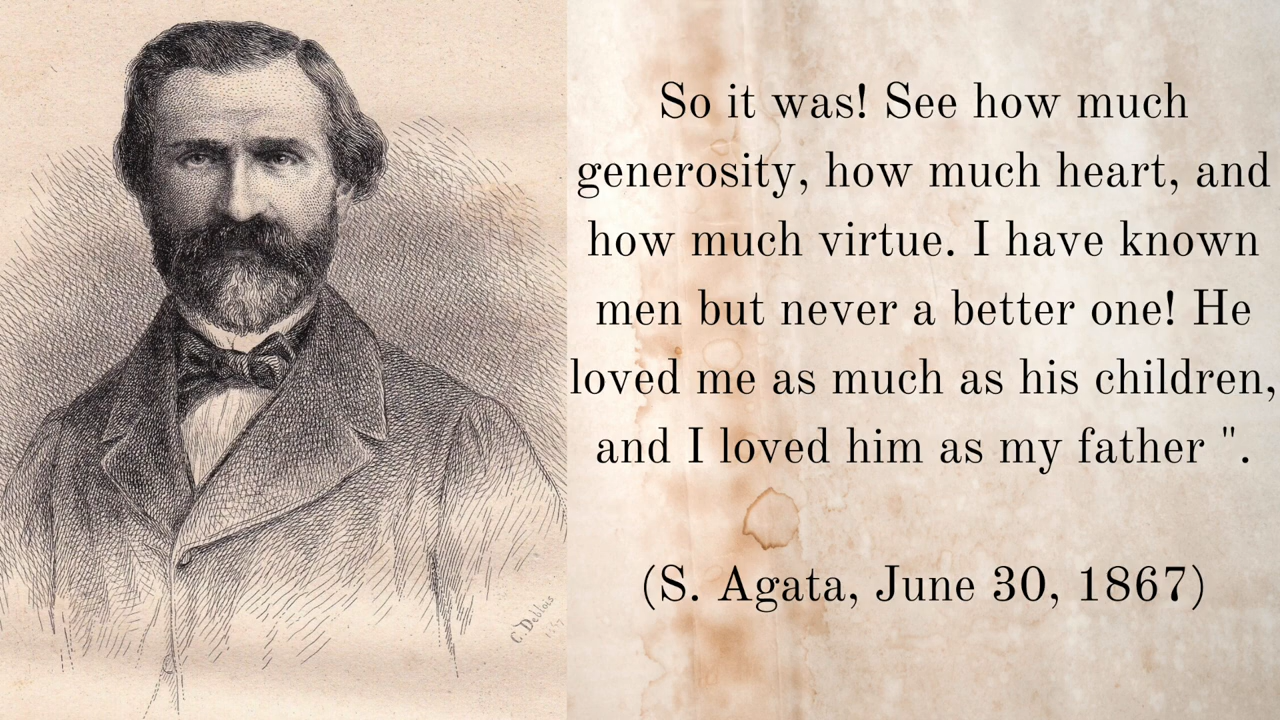 So it was! See how much
generosity, how much heart, and
how much virtue. I have known
men but never a better one! He
loved me as much as his children,
and I loved him as my father ".
(S. Agata, June 30, 1867)
C. Deblois